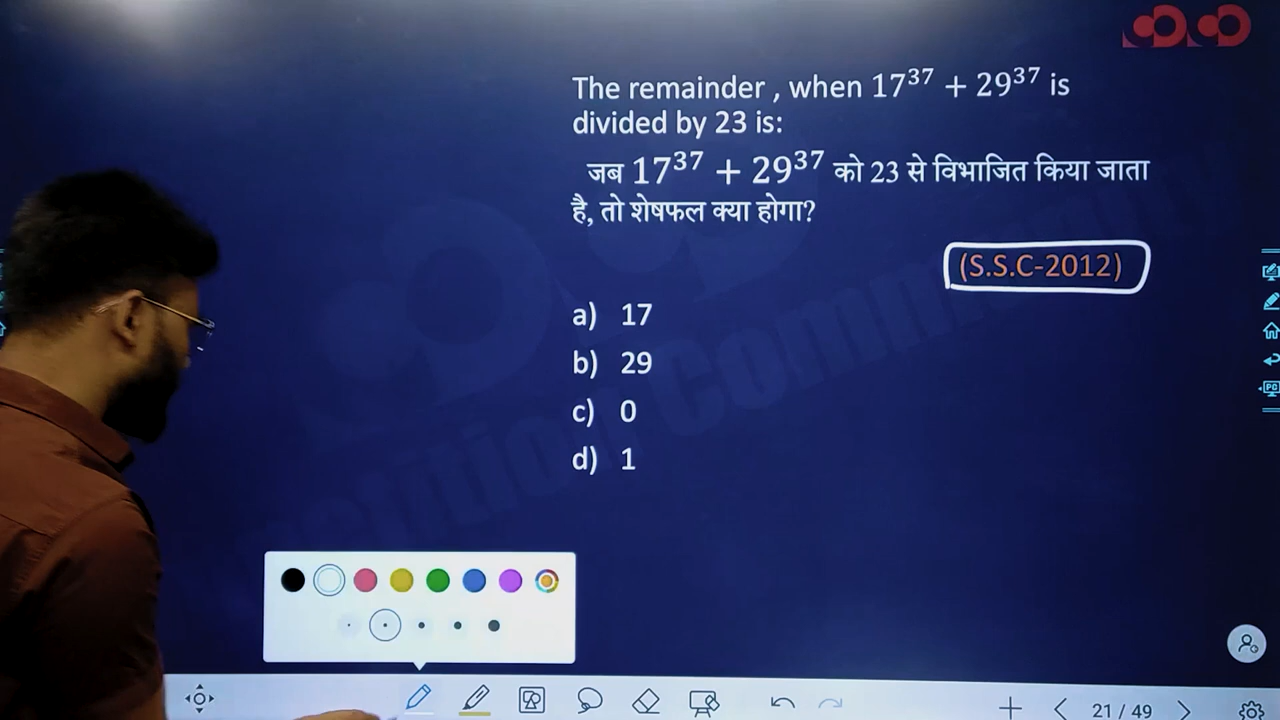 The remainder , when 17³⁷ + 29³⁷ is
divided by 23 is:
जब 17³⁷ + 29³⁷ को 23 से विभाजित किया जाता
है, तो शेषफल क्या होगा?
(S.S.C-2012)
a) 17
b) 29
c) 0
d) 1
PC
21 / 49